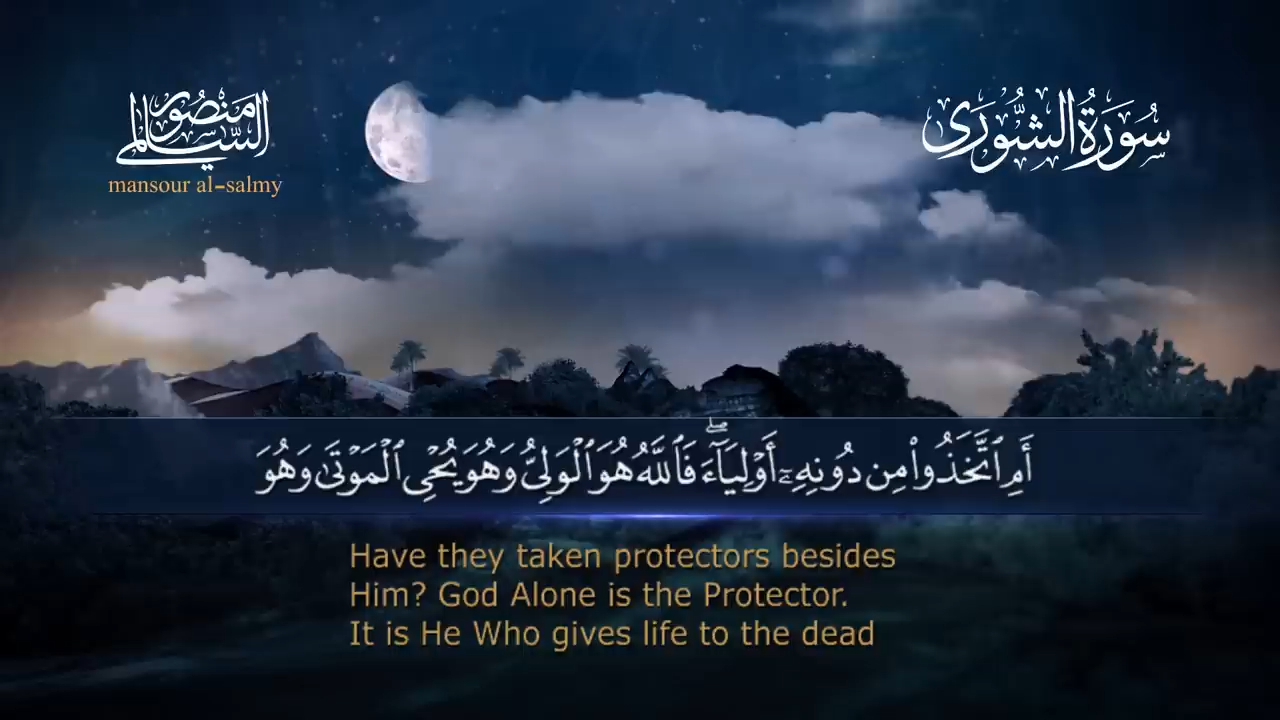 منصور
السالمي
mansour al-salmy
سُورَةُ الشُّورَى
أَمِ ٱتَّخَذُوا۟ مِن دُونِهِۦٓ أَوْلِيَآءَ ۖ فَٱللَّهُ هُوَ ٱلْوَلِىُّ وَهُوَ يُحْىِ ٱلْمَوْتَىٰ وَهُوَ
Have they taken protectors besides
Him? God Alone is the Protector.
It is He Who gives life to the dead